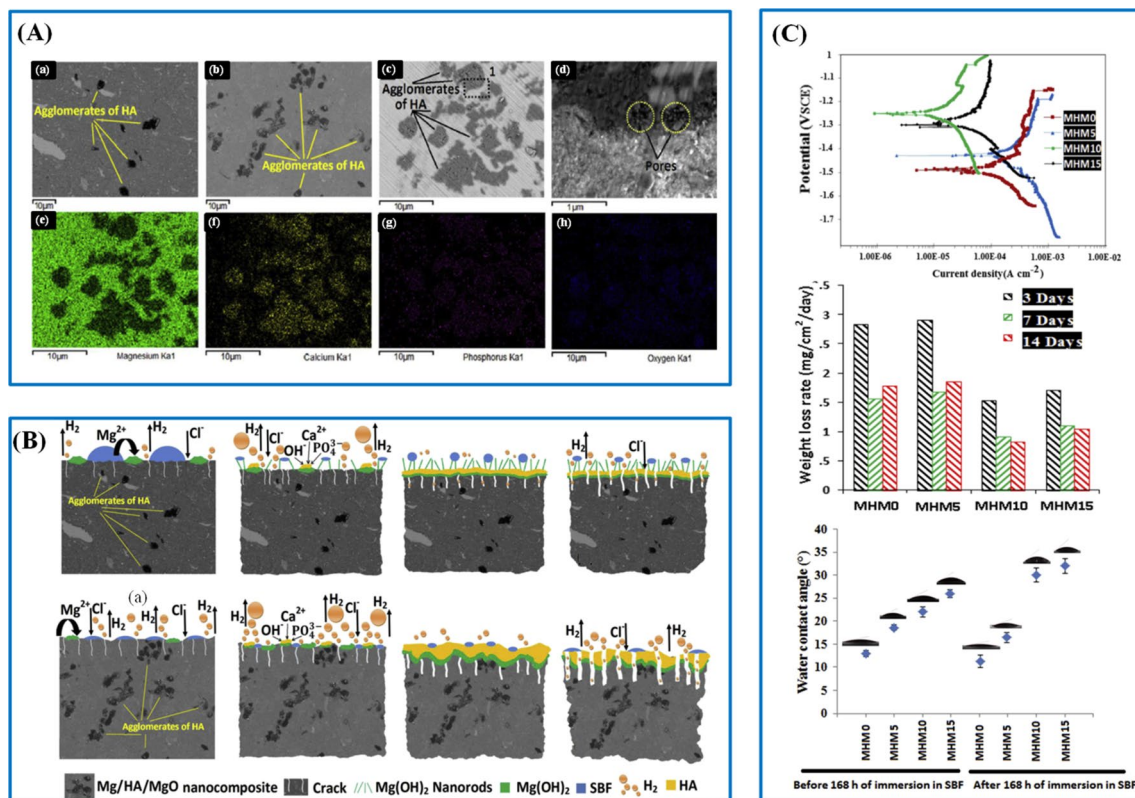 (A)
(a)
Agglomerates of HA
10μm
(b)
Agglomerates of HA
10μm
(c)
Agglomerates
of HA
1
10μm
(d)
Pores
1 μm
(e)
10μm
Magnesium Ka1
(f)
10μm
Calcium Ka1
(g)
10μm
Phosphorus Ka1
(h)
10μm
Oxygen Ka1
(B)
H2
Mg2+
H2
Cl-
Agglomerates of HA
H2
Cl-
OH-
Ca2+
PO43-
H2
H2
Cl-
(a)
Mg2+
Cl-
H2
H2
Cl-
H2
Agglomerates of HA
H2
OH-
Ca2+
PO43-
Cl-
H2
H2
Cl-
H2
Mg/HA/MgO nanocomposite
Crack
Mg(OH)2 Nanorods
Mg(OH)2
SBF
H2
HA
(C)
Potential (VSCE)
-1
-1.1
-1.2
-1.3
-1.4
-1.5
-1.6
-1.7
-1
MHM0
MHM5
MHM10
MHM15
1.00E-06 1.00E-05 1.00E-04 1.00E-03 1.00E-02
Current density(A cm-2)
Weight loss rate (mg/cm2/day)
.5
3
.5
2
.5
1
.5
0
3 Days
7 Days
14 Days
MHM0 MHM5 MHM10 MHM15
Water contact angle (°)
40
35
30
25
20
15
10
5
0
MHM0
MHM5
MHM10
MHM15
MHM0
MHM5
MHM10
MHM15
Before 168 h of immersion in SBF
After 168 h of immersion in SBF